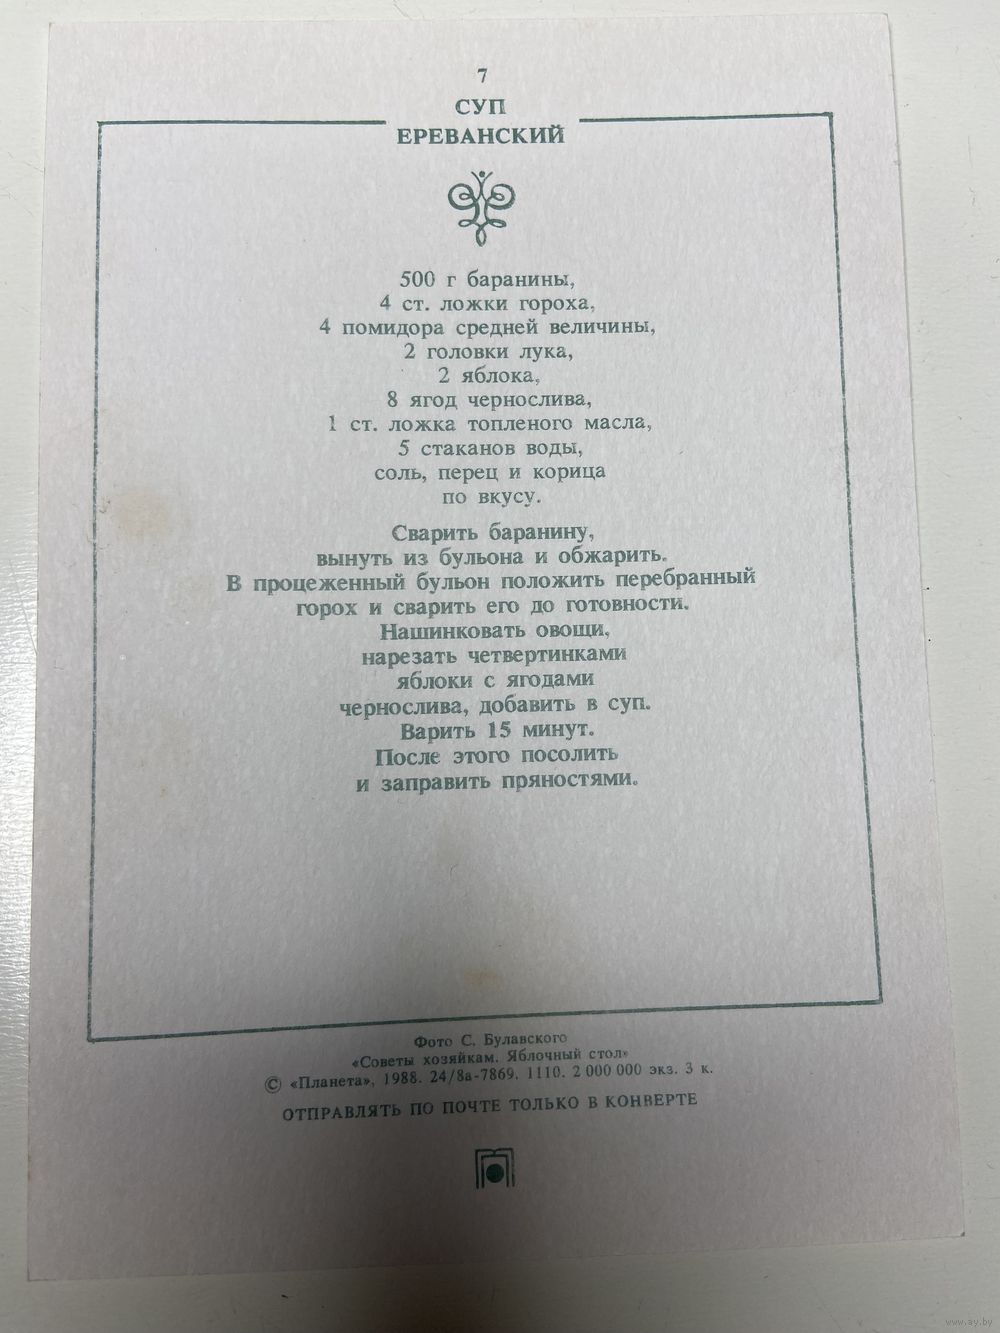 7
СУП
ЕРЕВАНСКИЙ
500 г баранины,
4 ст. ложки гороха,
4 помидора средней величины,
2 головки лука,
2 яблока,
8 ягод чернослива,
1 ст. ложка топленого масла,
5 стаканов воды,
соль, перец и корица
по вкусу.
Сварить баранину,
вынуть из бульона и обжарить.
В процеженный бульон положить перебранный
горох и сварить его до готовности.
Нашинковать овощи,
нарезать четвертинками
яблоки с ягодами
чернослива, добавить в суп.
Варить 15 минут.
После этого посолить
и заправить пряностями.
Фото С. Булавского
«Советы хозяйкам. Яблочный стол»
© «Планета», 1988. 24/8а-7869. 1110. 2 000 000 экз. 3 к.
ОТПРАВЛЯТЬ ПО ПОЧТЕ ТОЛЬКО В КОНВЕРТЕ
www.ay.by